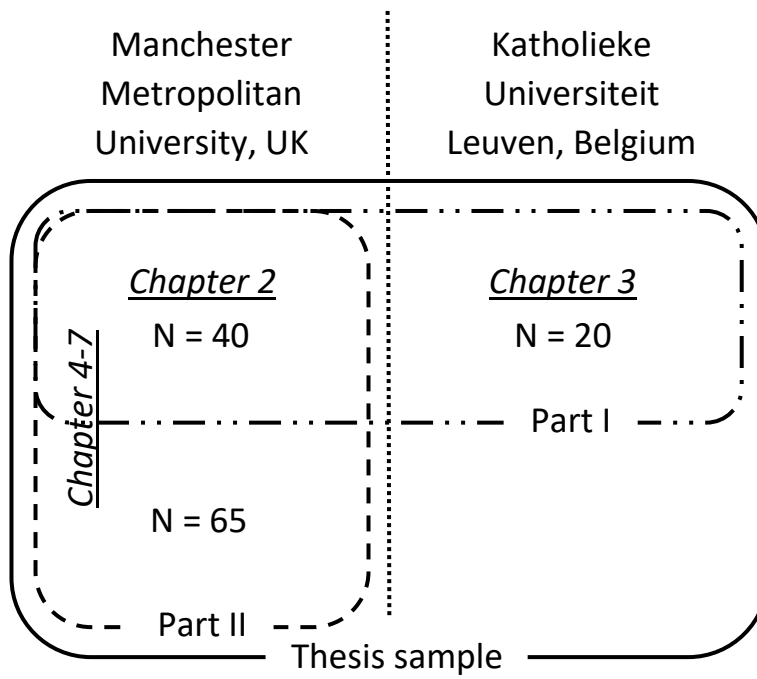 Manchester
Metropolitan
University, UK
Katholieke
Universiteit
Leuven, Belgium
Chapter 2
N = 40
Chapter 3
N = 20
Part I
Chapter 4-7
N = 65
Part II
Thesis sample